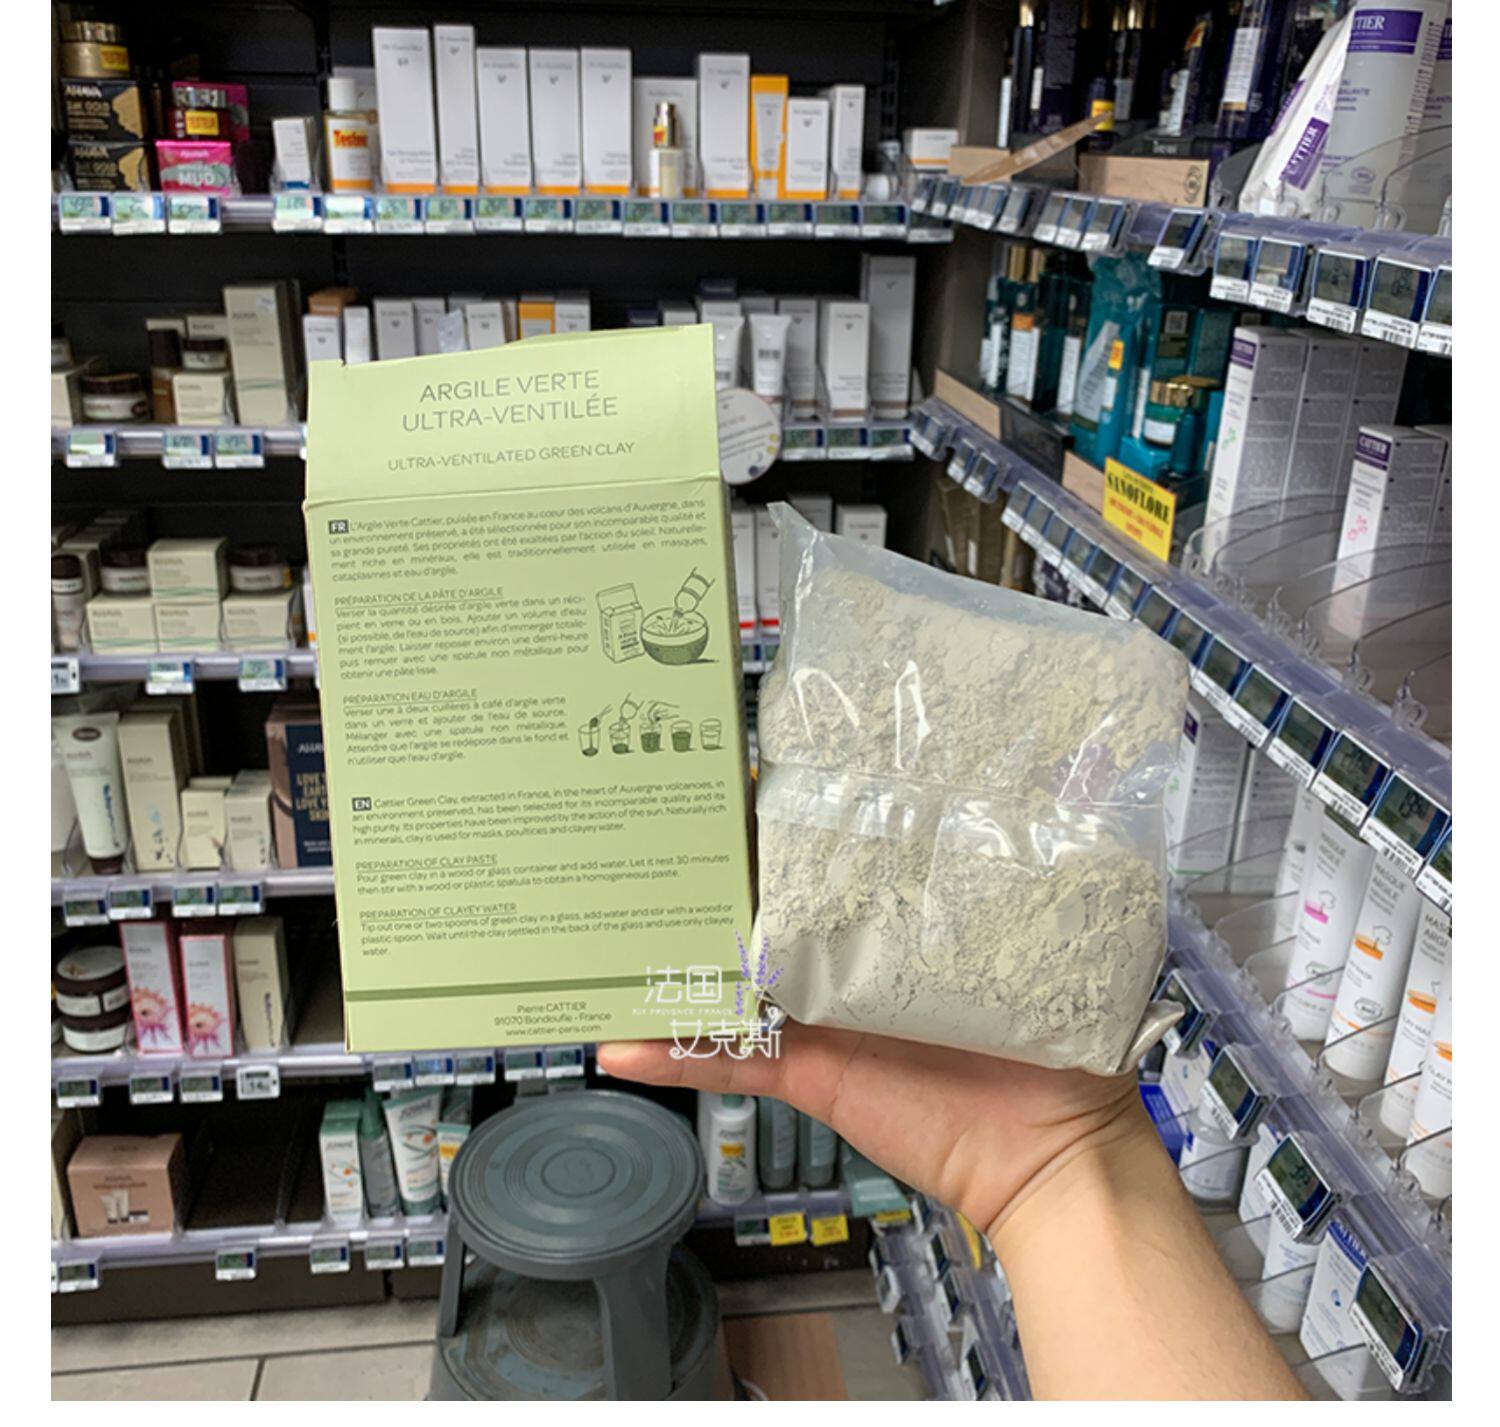 ARGILE VERTE
ULTRA-VENTILÉE
ULTRA-VENTILATED GREEN CLAY
FR L'Argile Verte Cattier, puisée en France au cœur des volcans d'Auvergne, dans
un environnement préservé, a été sélectionnée pour son incomparable qualité et
sa grande pureté. Ses propriétés ont été exaltées par l'action du soleil. Naturelle-
ment riche en minéraux, elle est traditionnellement utilisée en masques,
cataplasmes et eau d'argile.
PRÉPARATION DE LA PÂTE D'ARGILE
Verser la quantité désirée d'argile verte dans un réci-
pient en verre ou en bois. Ajouter un volume d'eau
(si possible, de l'eau de source) afin d'immerger totale-
ment l'argile. Laisser reposer environ une demi-heure
puis remuer avec une spatule non métallique pour
obtenir une pâte lisse.
PRÉPARATION EAU D'ARGILE
Verser une à deux cuillères à café d'argile verte
dans un verre et ajouter de l'eau de source.
Mélanger avec une spatule non métallique.
Attendre que l'argile se redépose dans le fond et
n'utiliser que l'eau d'argile.
EN Cattier Green Clay, extracted in France, in the heart of Auvergne volcanoes, in
an environment preserved, has been selected for its incomparable quality and its
high purity. Its properties have been improved by the action of the sun. Naturally rich
in minerals, clay is used for masks, poultices and clayey water.
PREPARATION OF CLAY PASTE
Pour green clay in a wood or glass container and add water. Let it rest 30 minutes
then stir with a wood or plastic spatula to obtain a homogeneous paste.
PREPARATION OF CLAYEY WATER
Tip out one or two spoons of green clay in a glass, add water and stir with a wood or
plastic spoon. Wait until the clay settled in the back of the glass and use only clayey
water.
Pierre CATTIER
91070 Bondoufle - France
www.cattier-paris.com
法国
AIX PROVENCE FRANCE
艾克斯
AHAVA
24K GOLD
TESTEUR
MUD
Tester
CATTIER
SANOFLORE
CATTIER
MASQUE
ARGILE